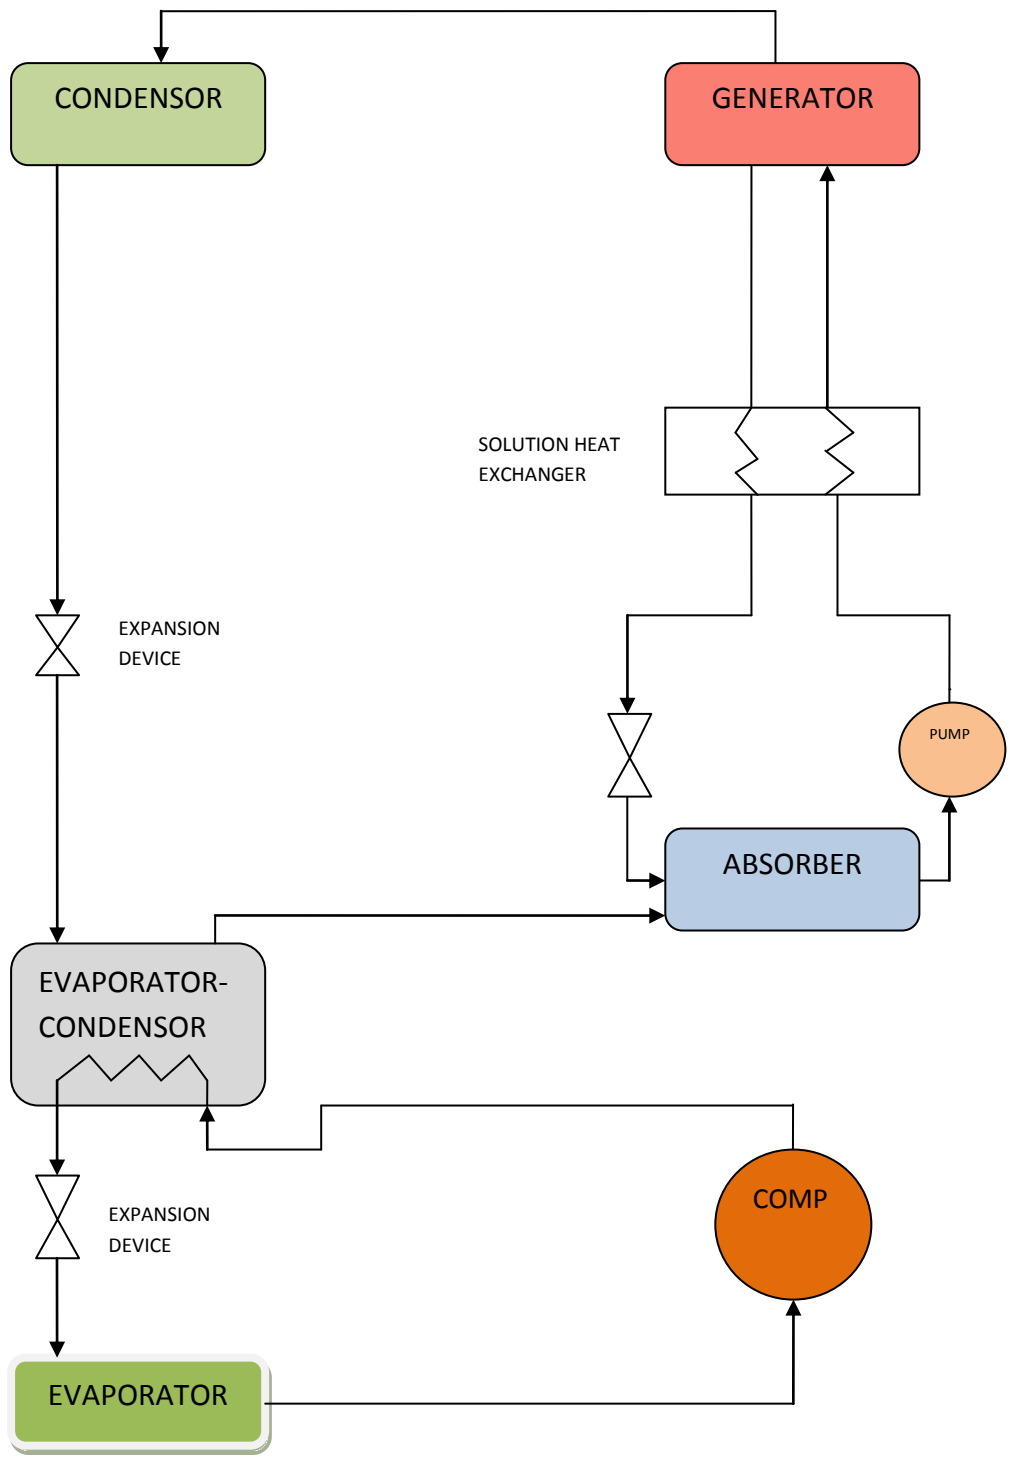 CONDENSOR
GENERATOR
SOLUTION HEAT
EXCHANGER
EXPANSION
DEVICE
PUMP
ABSORBER
EVAPORATOR-
CONDENSOR
COMP
EXPANSION
DEVICE
EVAPORATOR